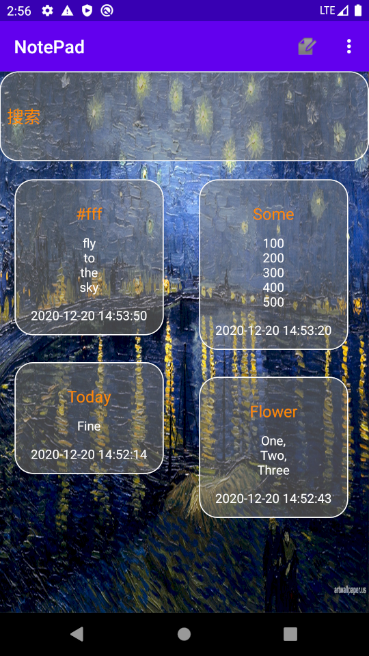 2:56
LTE
NotePad
搜索
#fff
fly
to
the
sky
2020-12-20 14:53:50
Some
100
200
300
400
500
2020-12-20 14:53:20
Today
Fine
2020-12-20 14:52:14
Flower
One,
Two,
Three
2020-12-20 14:52:43
artwallpaper.us